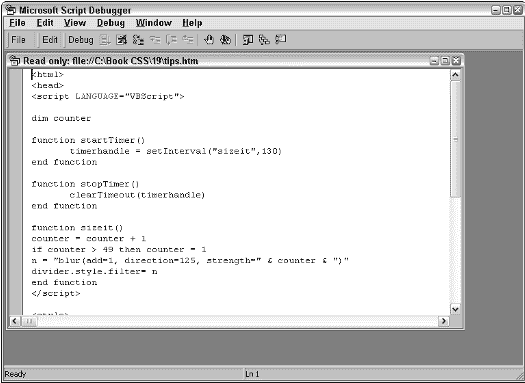 Microsoft Script Debugger
File Edit View Debug Window Help
File Edit Debug
Read only: file://C:\Book CSS\19\tips.htm
<html>
<head>
<script LANGUAGE="VBScript">
dim counter
function startTimer()
timerhandle = setInterval("sizeit",130)
end function
function stopTimer()
clearTimeout(timerhandle)
end function
function sizeit()
counter = counter + 1
if counter > 49 then counter = 1
n = "blur(add=1, direction=125, strength=" & counter & ")"
divider.style.filter= n
end function
</script>
Ready Ln 1